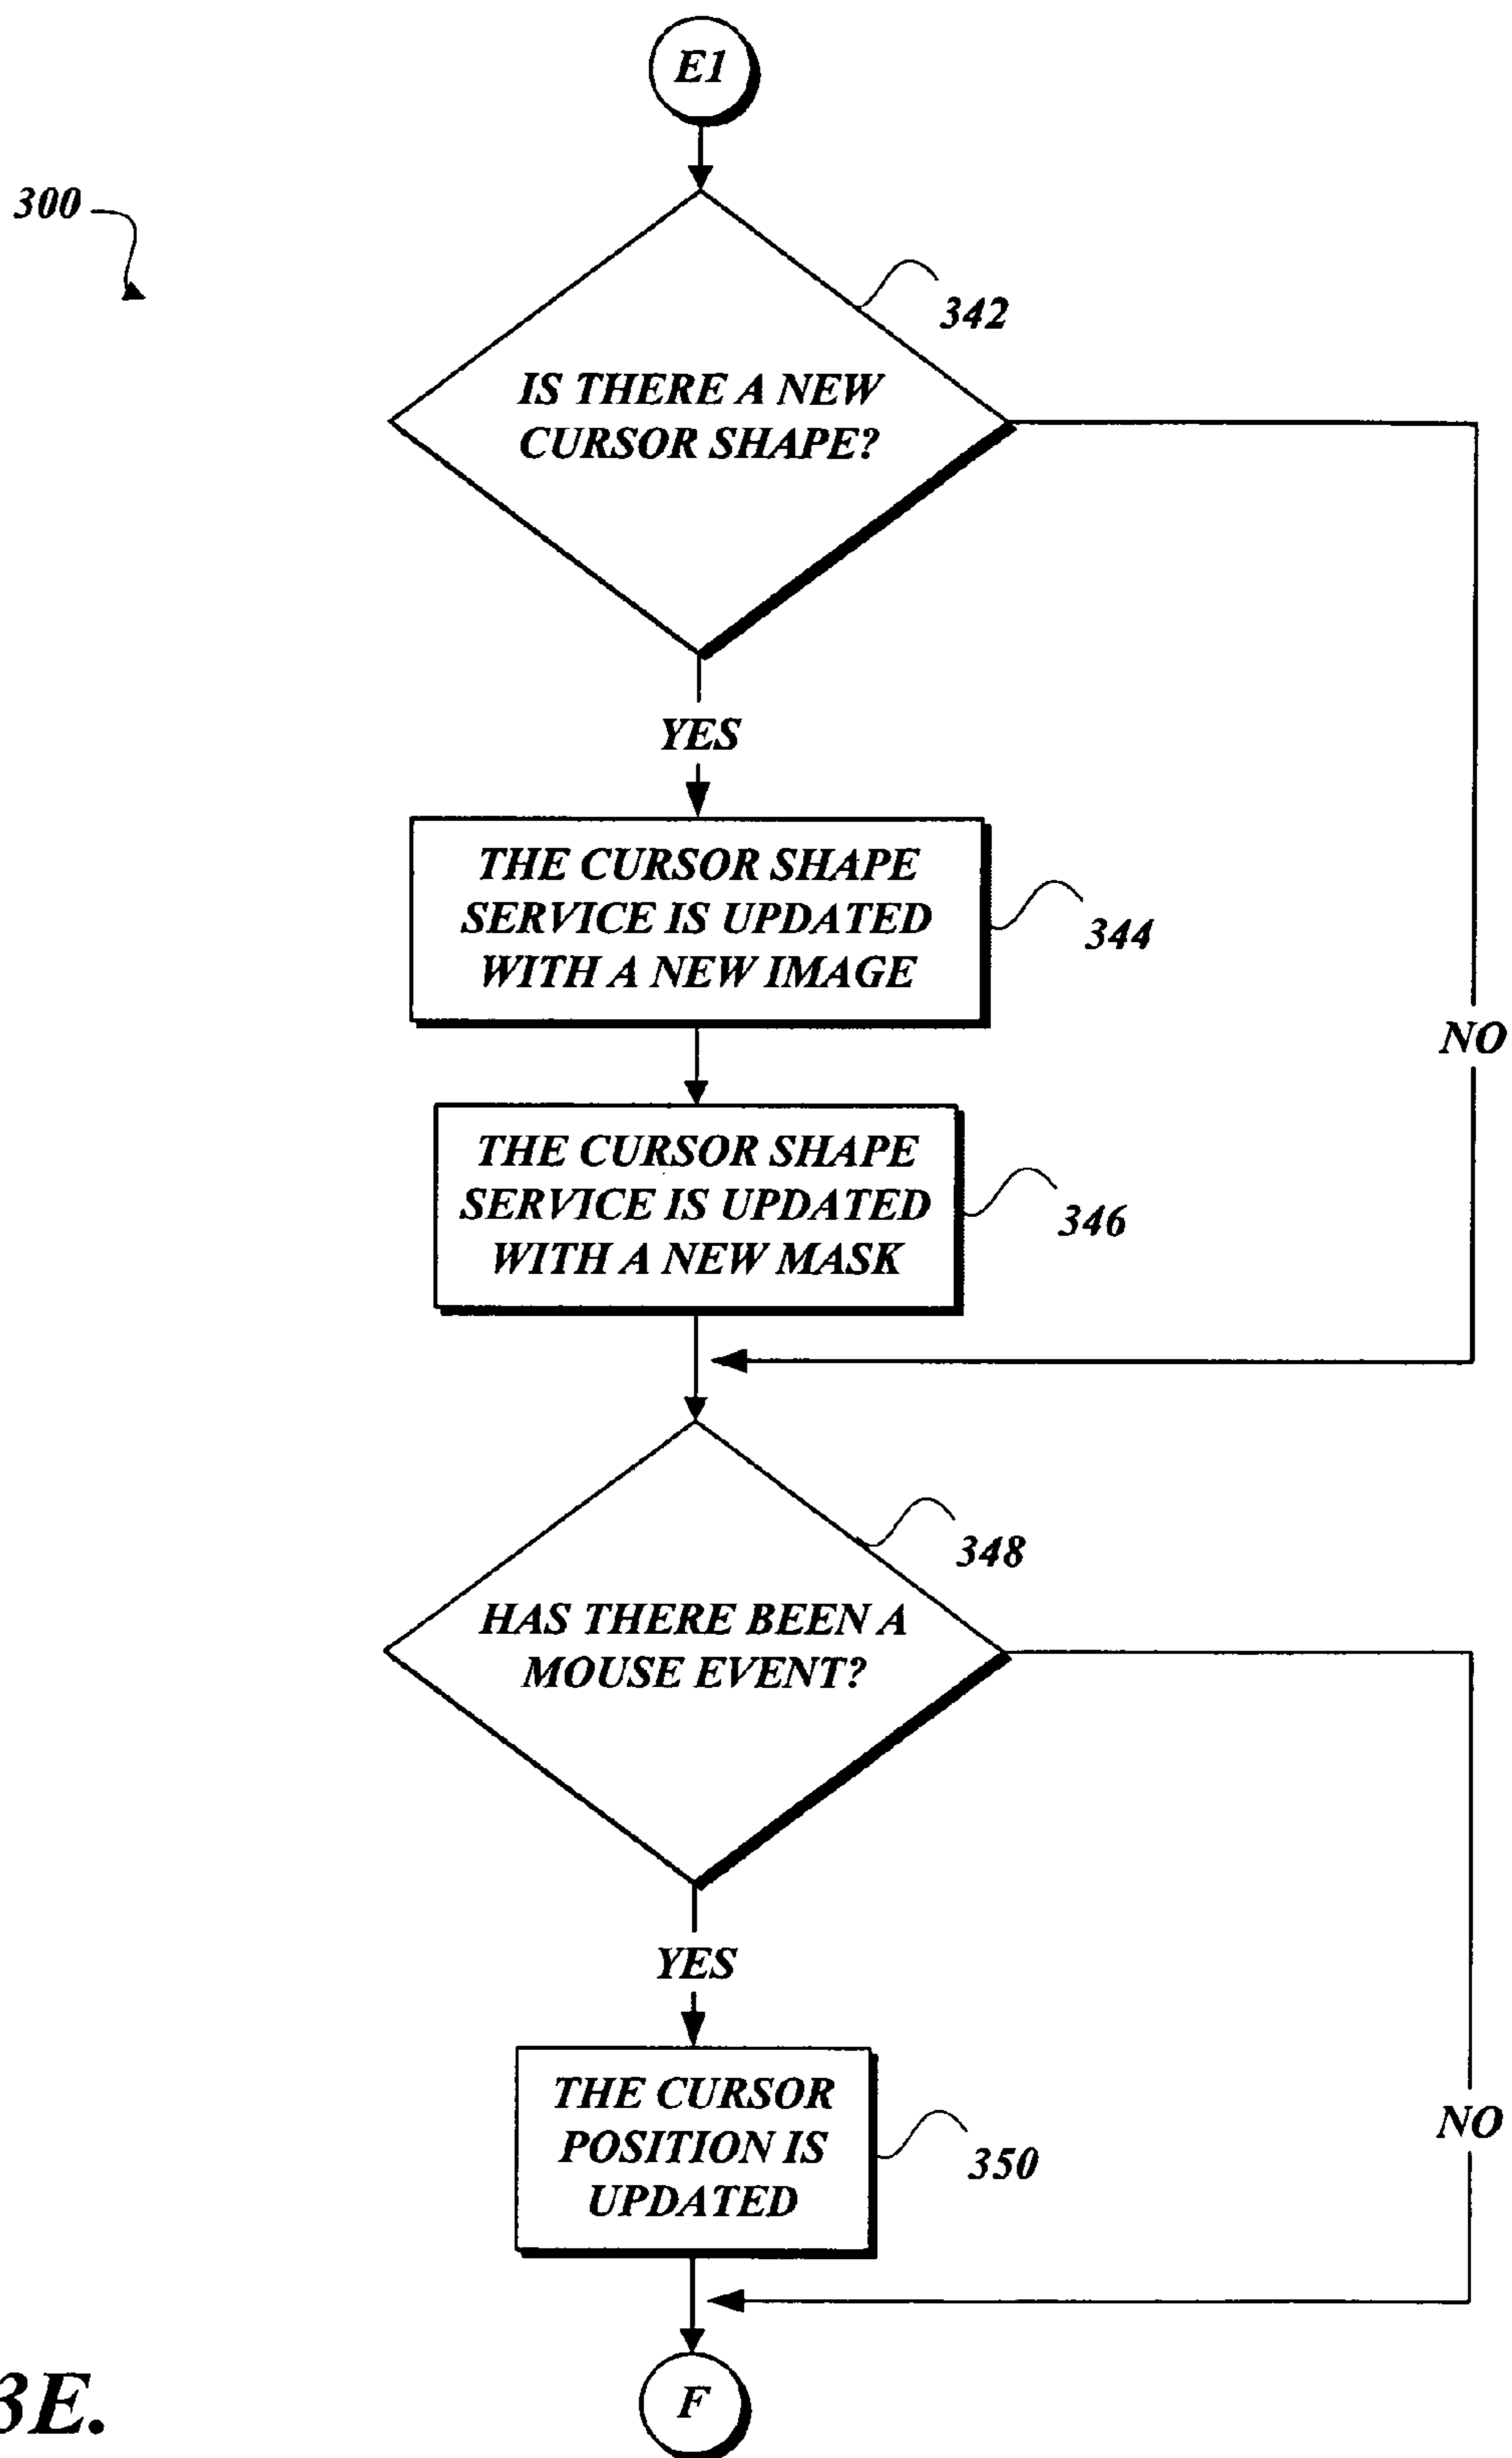 E1
300
342
IS THERE A NEW
CURSOR SHAPE?
YES
THE CURSOR SHAPE
SERVICE IS UPDATED
WITH A NEW IMAGE
344
NO
THE CURSOR SHAPE
SERVICE IS UPDATED
WITH A NEW MASK
346
348
HAS THERE BEEN A
MOUSE EVENT?
YES
THE CURSOR
POSITION IS
UPDATED
350
NO
F
3E.